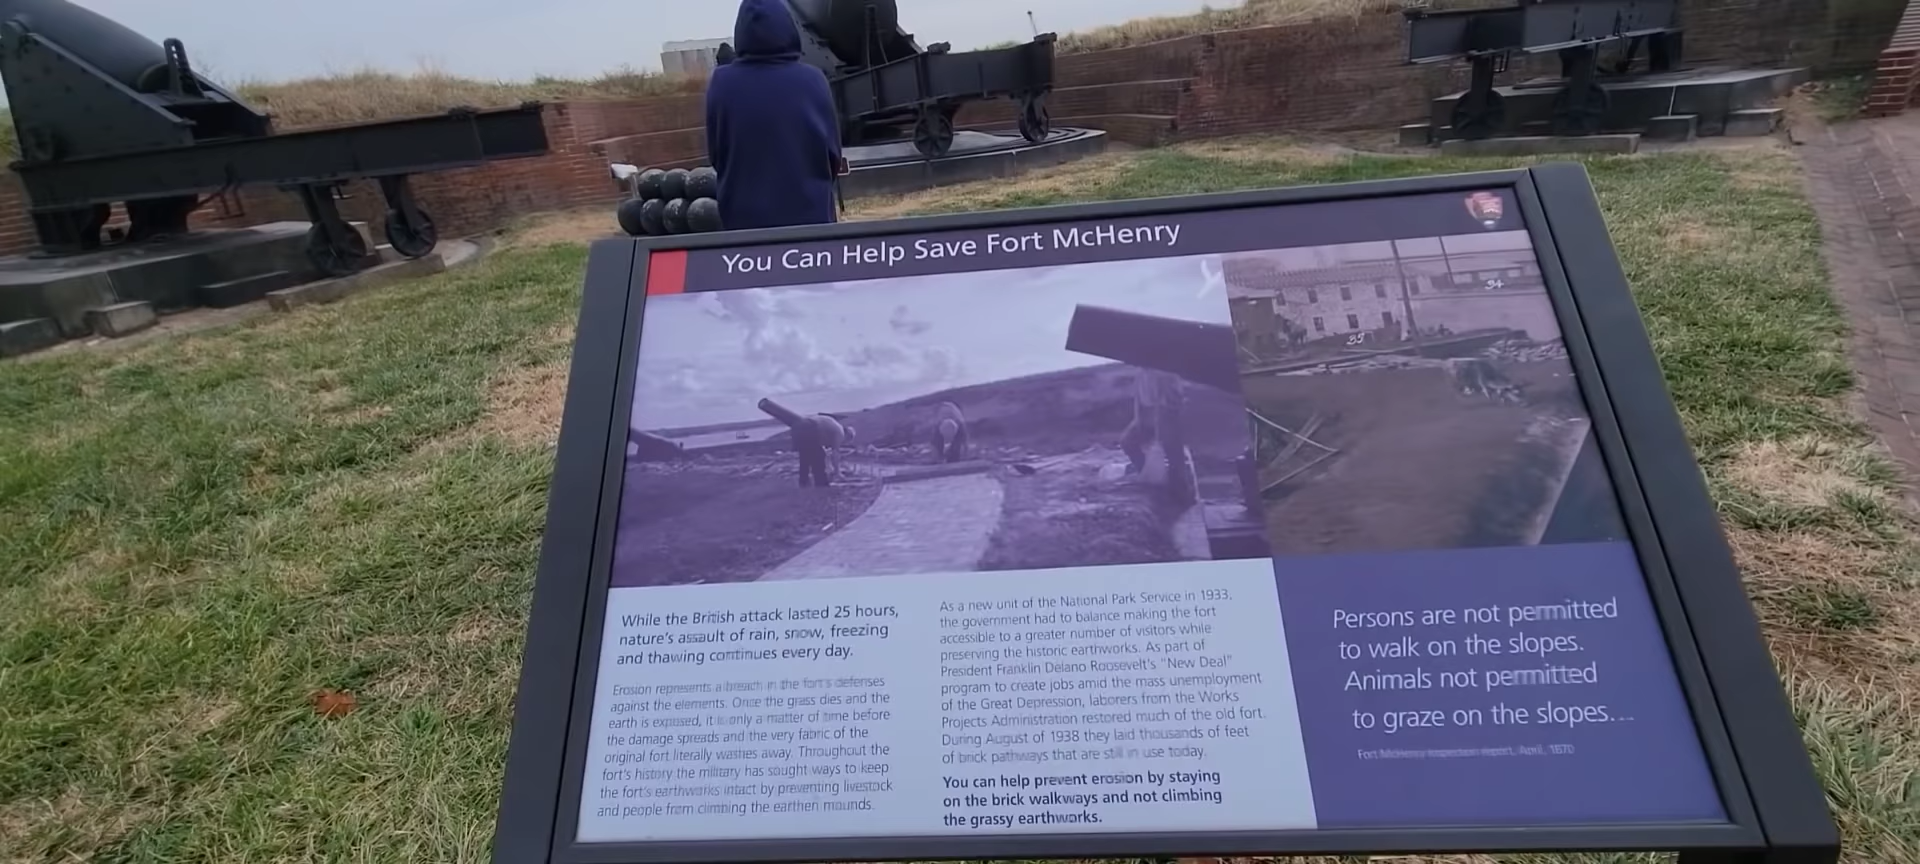 You Can Help Save Fort McHenry
34
35
While the British attack lasted 25 hours,
nature's assault of rain, snow, freezing
and thawing continues every day.
Erosion represents a breach in the fort's defenses
against the elements. Once the grass dies and the
earth is exposed, it is only a matter of time before
the damage spreads and the very fabric of the
original fort literally washes away. Throughout the
fort's history the military has sought ways to keep
the fort's earthworks intact by preventing livestock
and people from climbing the earthen mounds.
As a new unit of the National Park Service in 1933,
the government had to balance making the fort
accessible to a greater number of visitors while
preserving the historic earthworks. As part of
President Franklin Delano Roosevelt's "New Deal"
program to create jobs amid the mass unemployment
of the Great Depression, laborers from the Works
Projects Administration restored much of the old fort.
During August of 1938 they laid thousands of feet
of brick pathways that are still in use today.
You can help prevent erosion by staying
on the brick walkways and not climbing
the grassy earthworks.
Persons are not permitted
to walk on the slopes.
Animals not permitted
to graze on the slopes...
Fort McHenry inspection report, April, 1870